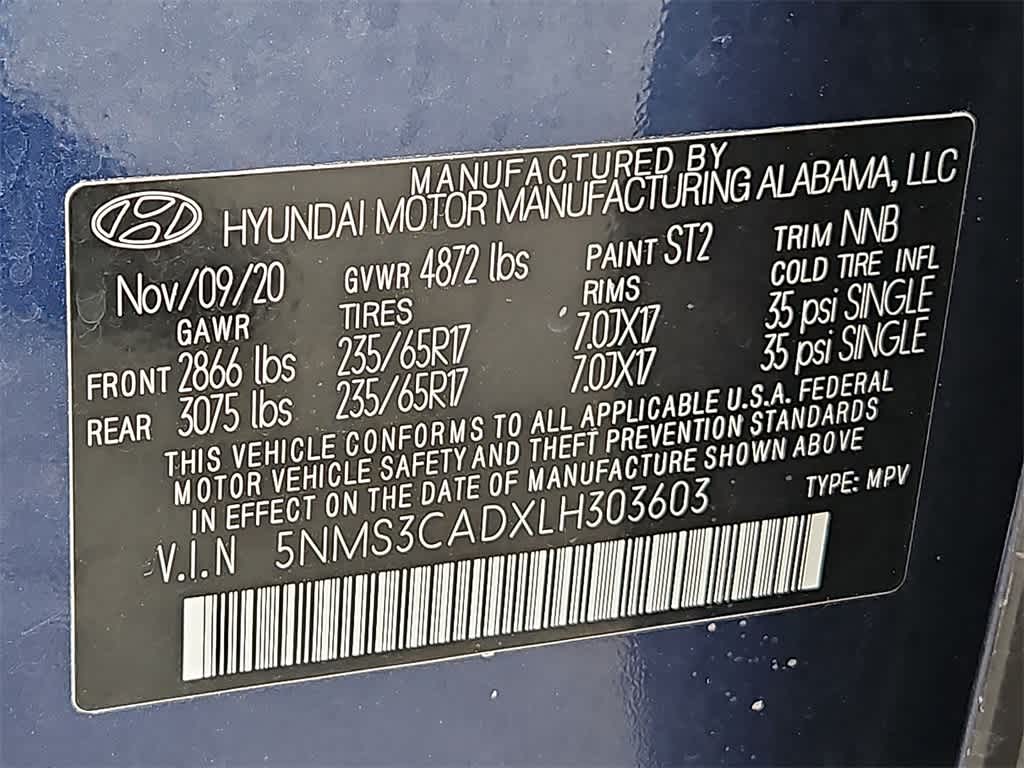 MANUFACTURED BY
HYUNDAI MOTOR MANUFACTURING ALABAMA, LLC
Nov/09/20 GVWR 4872 lbs PAINT ST2 TRIM NNB
GAWR TIRES RIMS COLD TIRE INFL
FRONT 2866 lbs 235/65R17 7.0JX17 35 psi SINGLE
REAR 3075 lbs 235/65R17 7.0JX17 35 psi SINGLE
THIS VEHICLE CONFORMS TO ALL APPLICABLE U.S.A. FEDERAL
MOTOR VEHICLE SAFETY AND THEFT PREVENTION STANDARDS
IN EFFECT ON THE DATE OF MANUFACTURE SHOWN ABOVE
V.I.N 5NMS3CADXLH303603 TYPE: MPV